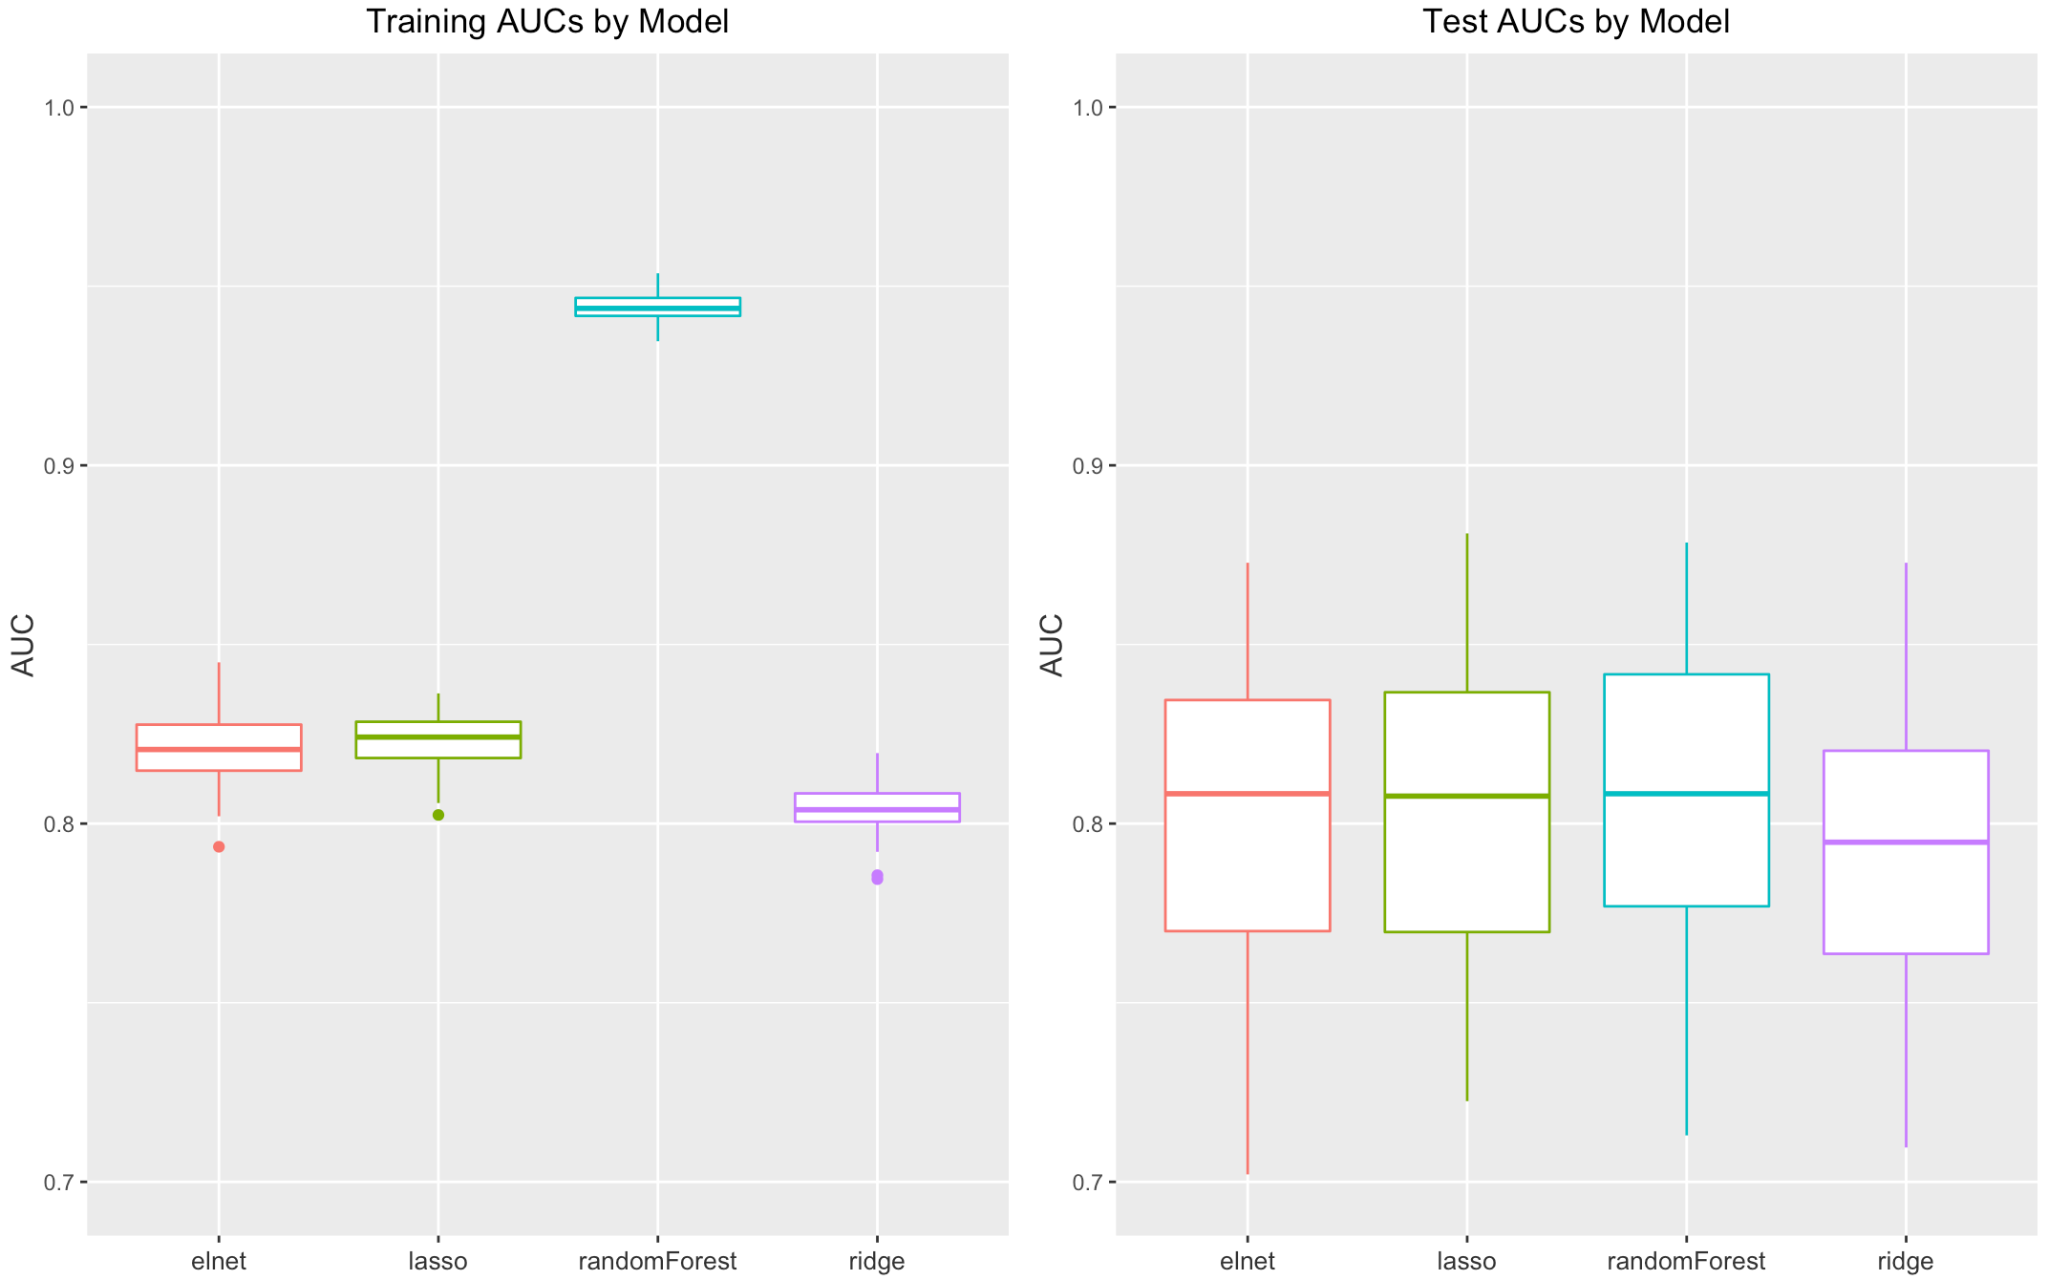 Training AUCs by Model
AUC
1.0
0.9
0.8
0.7
elnet lasso randomForest ridge
Test AUCs by Model
AUC
1.0
0.9
0.8
0.7
elnet lasso randomForest ridge